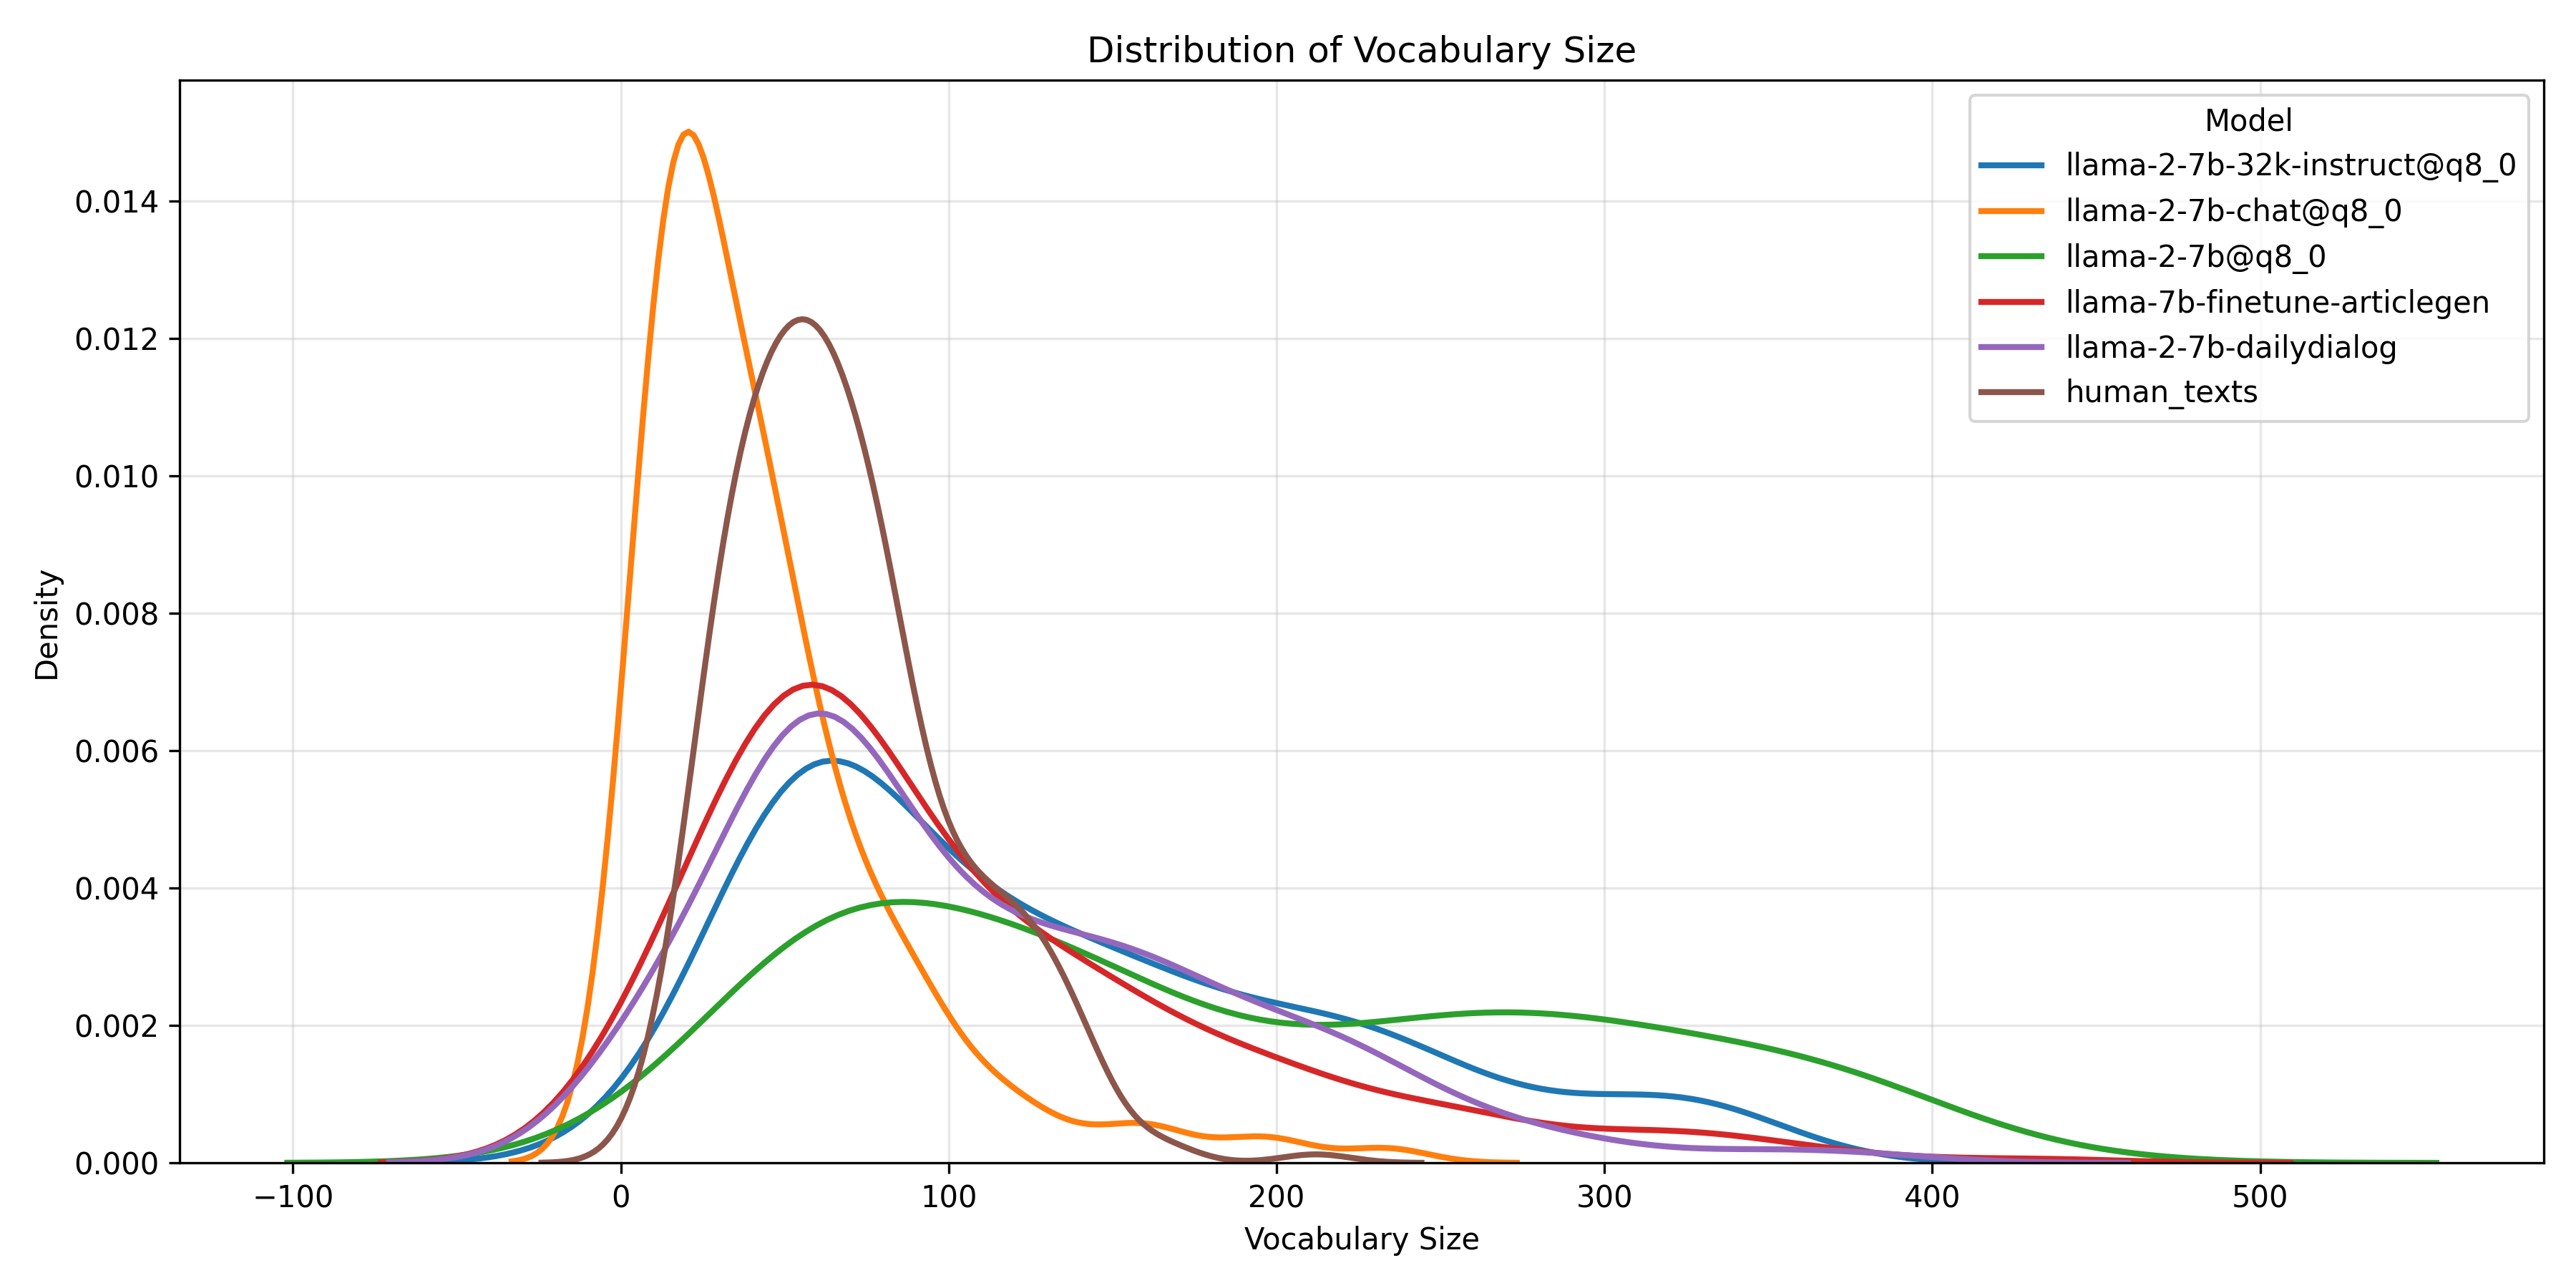 Distribution of Vocabulary Size
Model
llama-2-7b-32k-instruct@q8_0
llama-2-7b-chat@q8_0
llama-2-7b@q8_0
llama-7b-finetune-articlegen
llama-2-7b-dailydialog
human_texts
Density
0.014
0.012
0.010
0.008
0.006
0.004
0.002
0.000
−100 0 100 200 300 400 500
Vocabulary Size